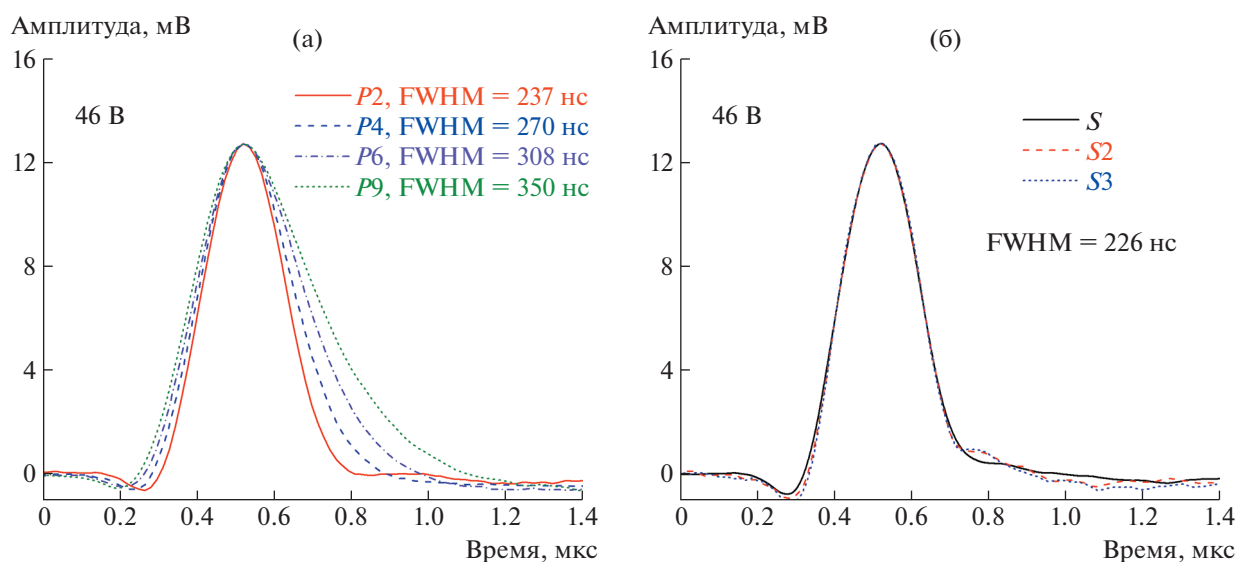 Амплитуда, мВ
(а)
16
12
8
4
0
46 В
P2, FWHM = 237 нс
P4, FWHM = 270 нс
P6, FWHM = 308 нс
P9, FWHM = 350 нс
0 0.2 0.4 0.6 0.8 1.0 1.2 1.4
Время, мкс
Амплитуда, мВ
(б)
16
12
8
4
0
46 В
S
S2
S3
FWHM = 226 нс
0 0.2 0.4 0.6 0.8 1.0 1.2 1.4
Время, мкс